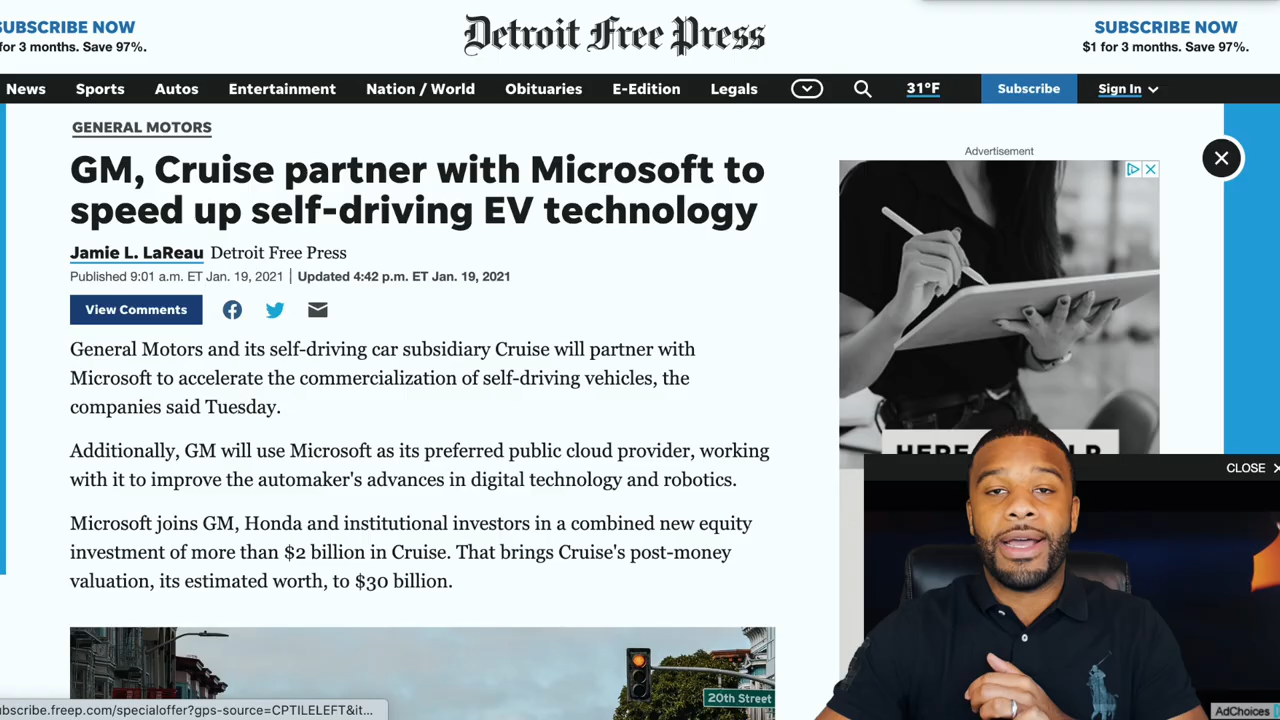 SUBSCRIBE NOW
for 3 months. Save 97%.
Detroit Free Press
SUBSCRIBE NOW
$1 for 3 months. Save 97%.
News Sports Autos Entertainment Nation / World Obituaries E-Edition Legals 31°F Subscribe Sign In
GENERAL MOTORS
GM, Cruise partner with Microsoft to
speed up self-driving EV technology
Jamie L. LaReau Detroit Free Press
Published 9:01 a.m. ET Jan. 19, 2021 | Updated 4:42 p.m. ET Jan. 19, 2021
View Comments
General Motors and its self-driving car subsidiary Cruise will partner with
Microsoft to accelerate the commercialization of self-driving vehicles, the
companies said Tuesday.
Additionally, GM will use Microsoft as its preferred public cloud provider, working
with it to improve the automaker's advances in digital technology and robotics.
Microsoft joins GM, Honda and institutional investors in a combined new equity
investment of more than $2 billion in Cruise. That brings Cruise's post-money
valuation, its estimated worth, to $30 billion.
20th Street
ubscribe.freep.com/specialoffer?gps-source=CPTILELEFT&it...
Advertisement
CLOSE
AdChoices